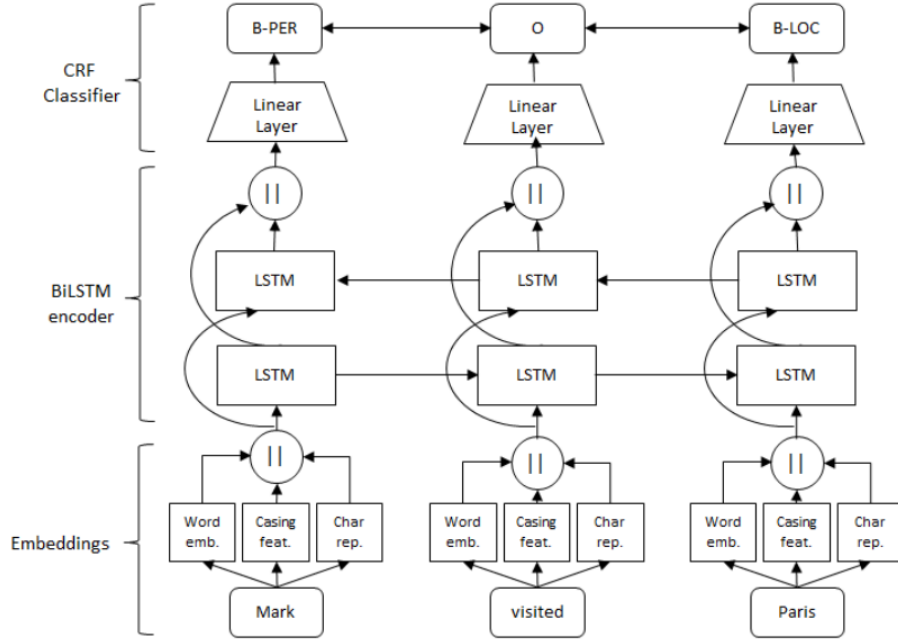 B-PER
O
B-LOC
CRF
Classifier
Linear
Layer
Linear
Layer
Linear
Layer
||
||
||
LSTM
LSTM
LSTM
BiLSTM
encoder
LSTM
LSTM
LSTM
||
||
||
Embeddings
Word
emb.
Casing
feat.
Char
rep.
Word
emb.
Casing
feat.
Char
rep.
Word
emb.
Casing
feat.
Char
rep.
Mark
visited
Paris